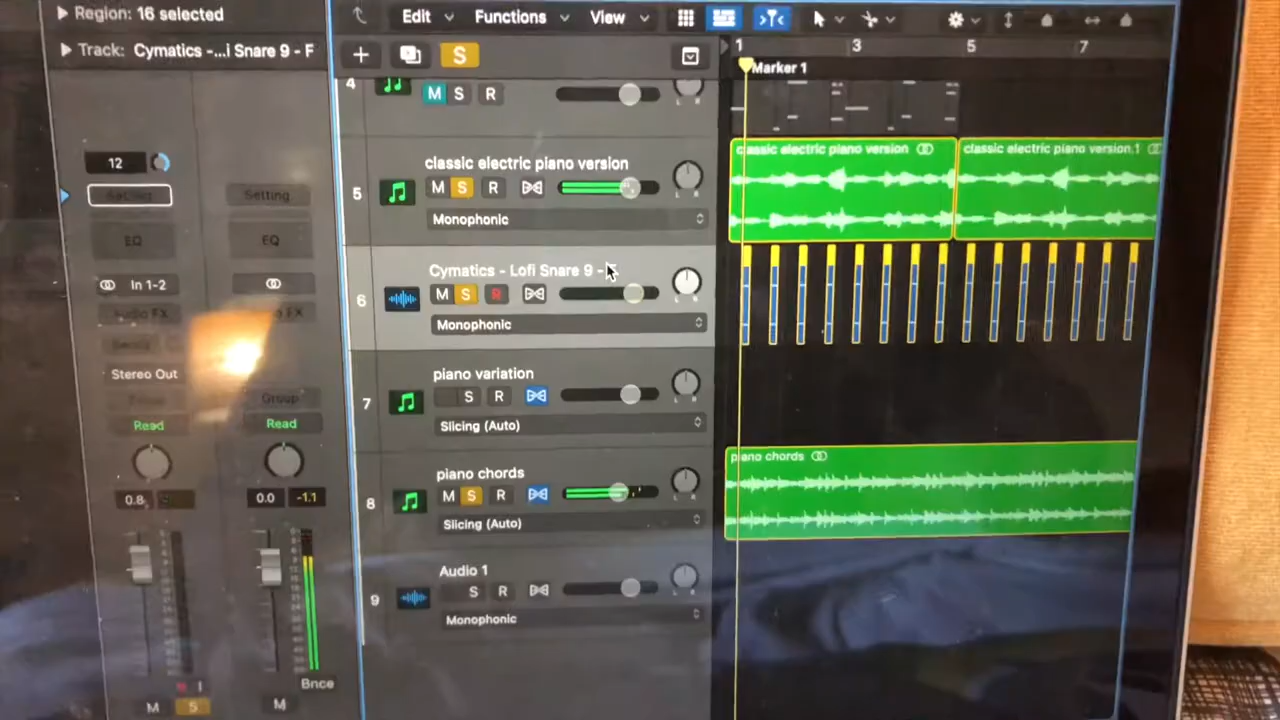 Region: 16 selected
Edit Functions View
Track: Cymatics -...i Snare 9 - F
S
1 3 5 7
Marker 1
4
M S R
L R
12
Setting
EQ EQ
In 1-2
Audio FX
Stereo Out
Group
Read Read
0.8 0.0 -1.1
Bnce
M S M
5
classic electric piano version
M S R
L R
Monophonic
classic electric piano version
classic electric piano version.1
6
Cymatics - Lofi Snare 9 -
M S R
Monophonic
7
piano variation
S R
L R
Slicing (Auto)
8
piano chords
M S R
L R
Slicing (Auto)
piano chords
9
Audio 1
S R
L R
Monophonic